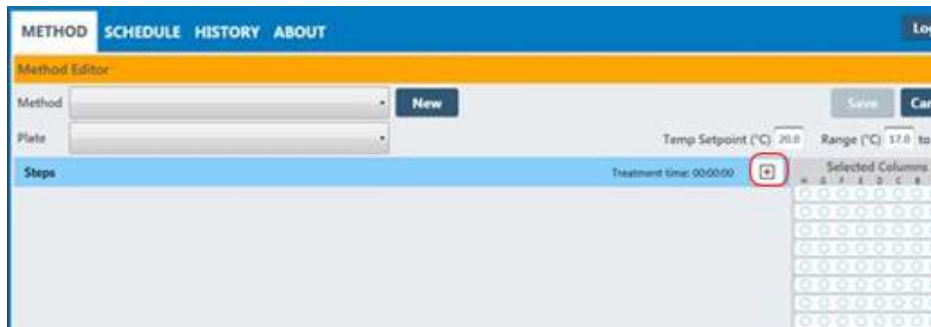 METHOD SCHEDULE HISTORY ABOUT
Method Editor
Method New Save
Plate Temp Setpoint (°C) 20.0 Range (°C) 17.0 to
Steps Treatment time: 00:00:00 Selected Columns
H G F E D C B